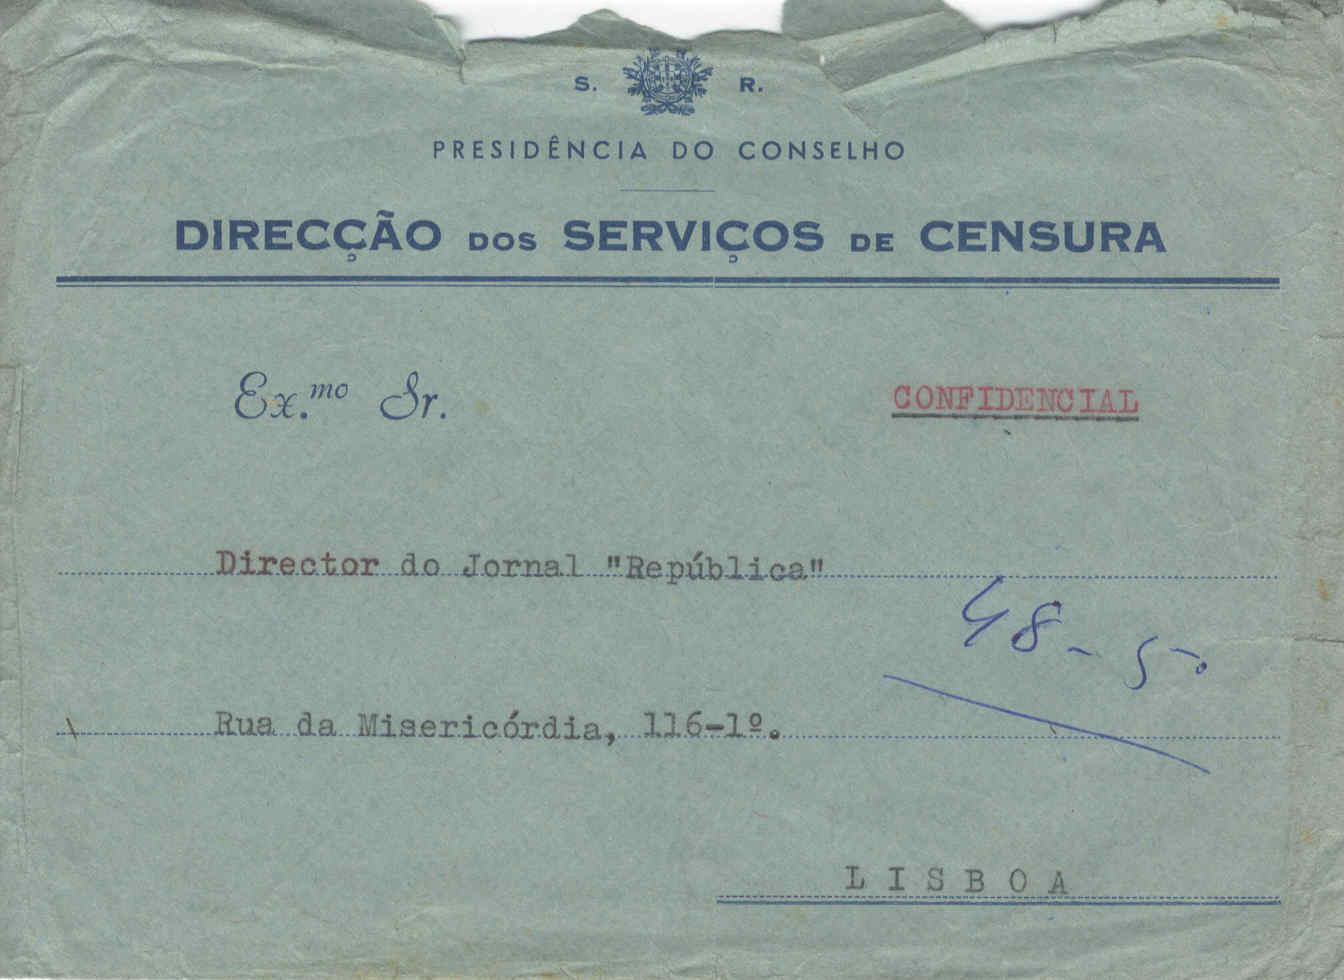 S. R.
PRESIDÊNCIA DO CONSELHO
DIRECÇÃO DOS SERVIÇOS DE CENSURA
Ex.mo Sr.
CONFIDENCIAL
Director do Jornal "República"
48-50
Rua da Misericórdia, 116-1º.
LISBOA